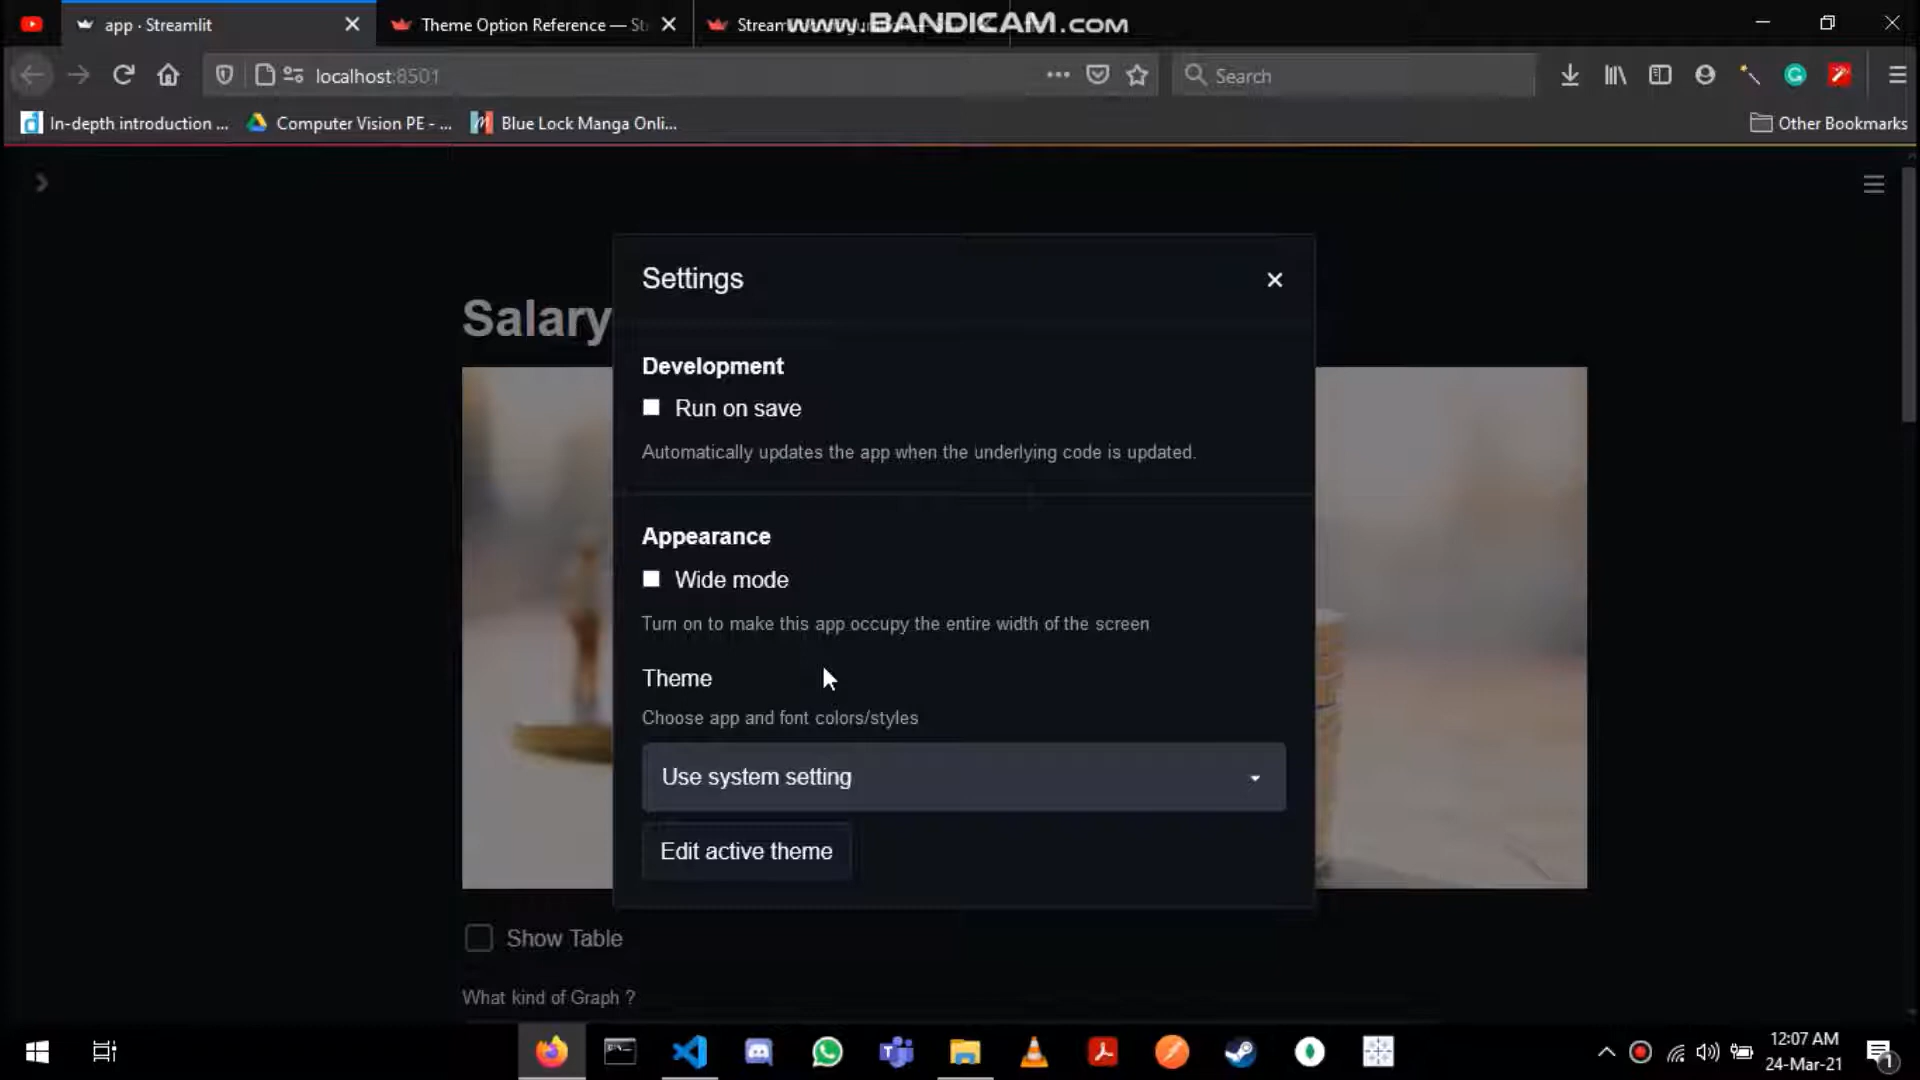 app · Streamlit
Theme Option Reference — St
Stream
www.BANDICAM.com
localhost:8501
Search
In-depth introduction ...
Computer Vision PE - ...
Blue Lock Manga Onli...
Other Bookmarks
Settings
Salary
Development
Run on save
Automatically updates the app when the underlying code is updated.
Appearance
Wide mode
Turn on to make this app occupy the entire width of the screen
Theme
Choose app and font colors/styles
Use system setting
Edit active theme
Show Table
What kind of Graph ?
12:07 AM
24-Mar-21
1